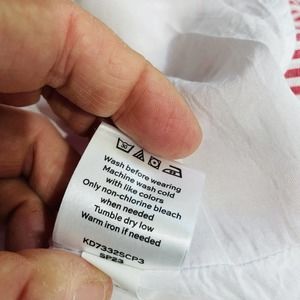 Wash before wearing
Machine wash cold
with like colors
Only non-chlorine bleach
when needed
Tumble dry low
Warm iron if needed
KD7332SCP3
SP23